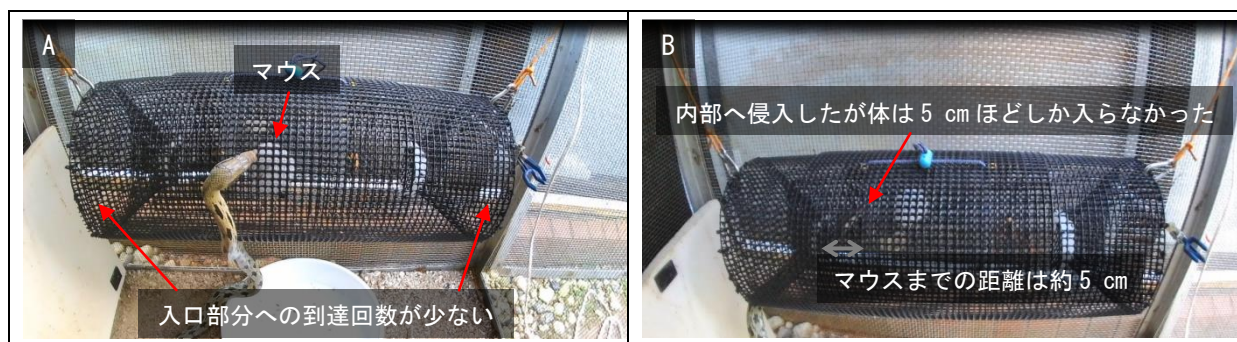 A
マウス
入口部分への到達回数が少ない
B
内部へ侵入したが体は 5 cm ほどしか入らなかった
マウスまでの距離は約 5 cm